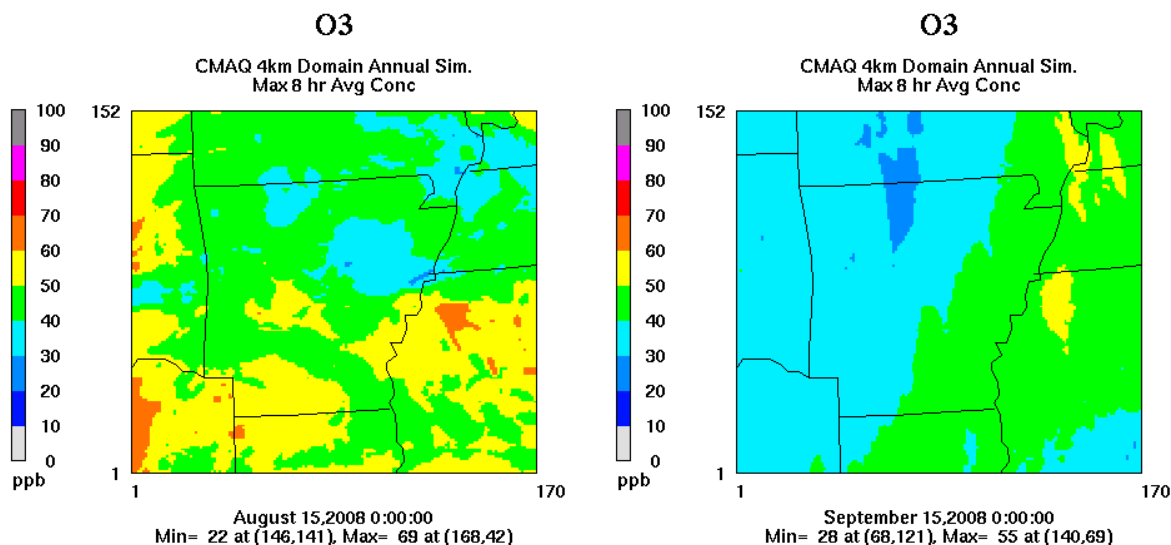 O3
CMAQ 4km Domain Annual Sim.
Max 8 hr Avg Conc
152
100
90
80
70
60
50
40
30
20
10
0
ppb
1
1
170
August 15,2008 0:00:00
Min= 22 at (146,141), Max= 69 at (168,42)
O3
CMAQ 4km Domain Annual Sim.
Max 8 hr Avg Conc
152
100
90
80
70
60
50
40
30
20
10
0
ppb
1
1
170
September 15,2008 0:00:00
Min= 28 at (68,121), Max= 55 at (140,69)